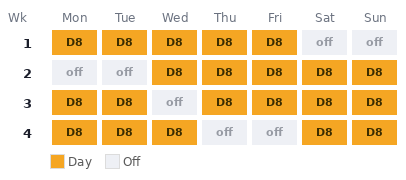 Wk Mon Tue Wed Thu Fri Sat Sun
1 D8 D8 D8 D8 D8 off off
2 off off D8 D8 D8 D8 D8
3 D8 D8 off D8 D8 D8 D8
4 D8 D8 D8 off off D8 D8
Day Off